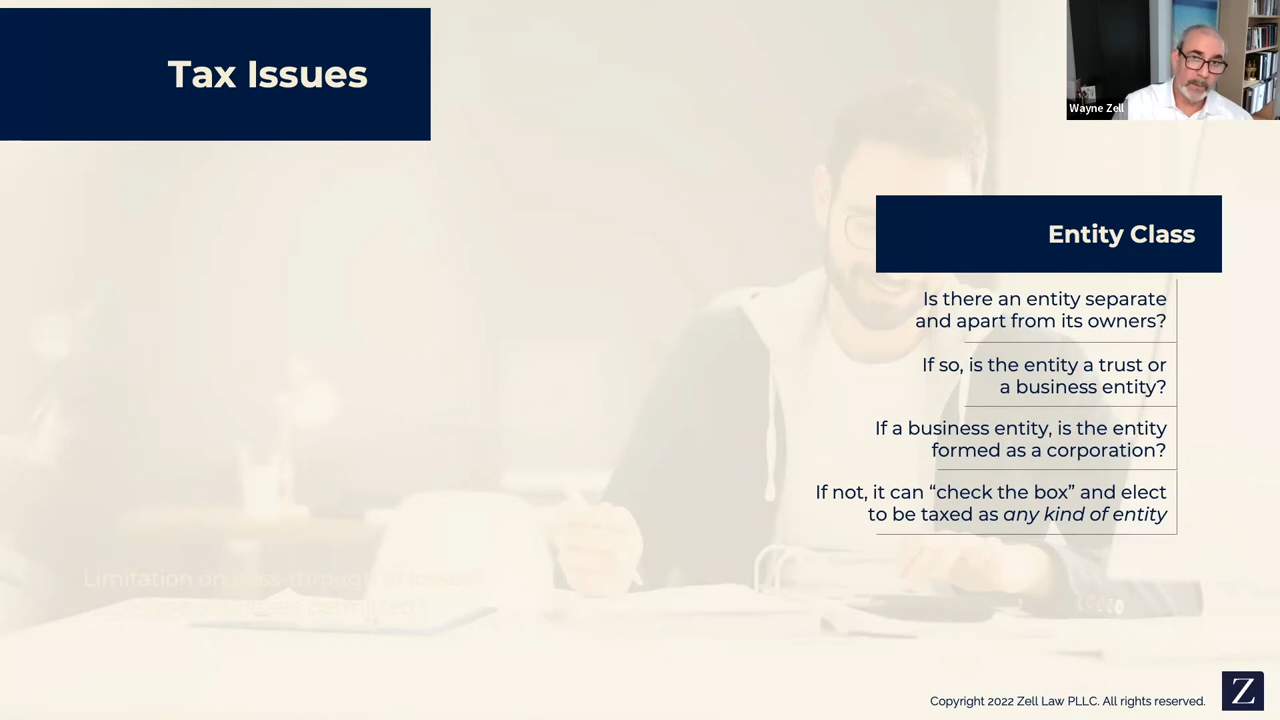 Tax Issues
Wayne Zell
Entity Class
Is there an entity separate
and apart from its owners?
If so, is the entity a trust or
a business entity?
If a business entity, is the entity
formed as a corporation?
If not, it can “check the box” and elect
to be taxed as any kind of entity
Limitation on
Copyright 2022 Zell Law PLLC. All rights reserved.
Z